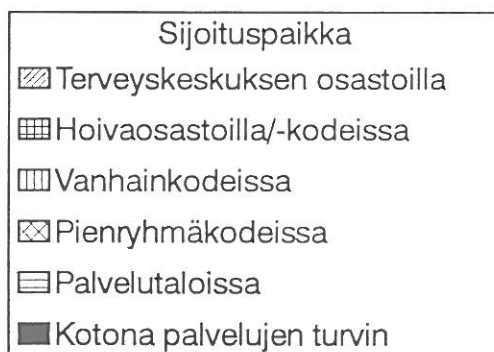 Sijoituspaikka
Terveyskeskuksen osastoilla
Hoivaosastoilla/-kodeissa
Vanhainkodeissa
Pienryhmäkodeissa
Palvelutaloissa
Kotona palvelujen turvin